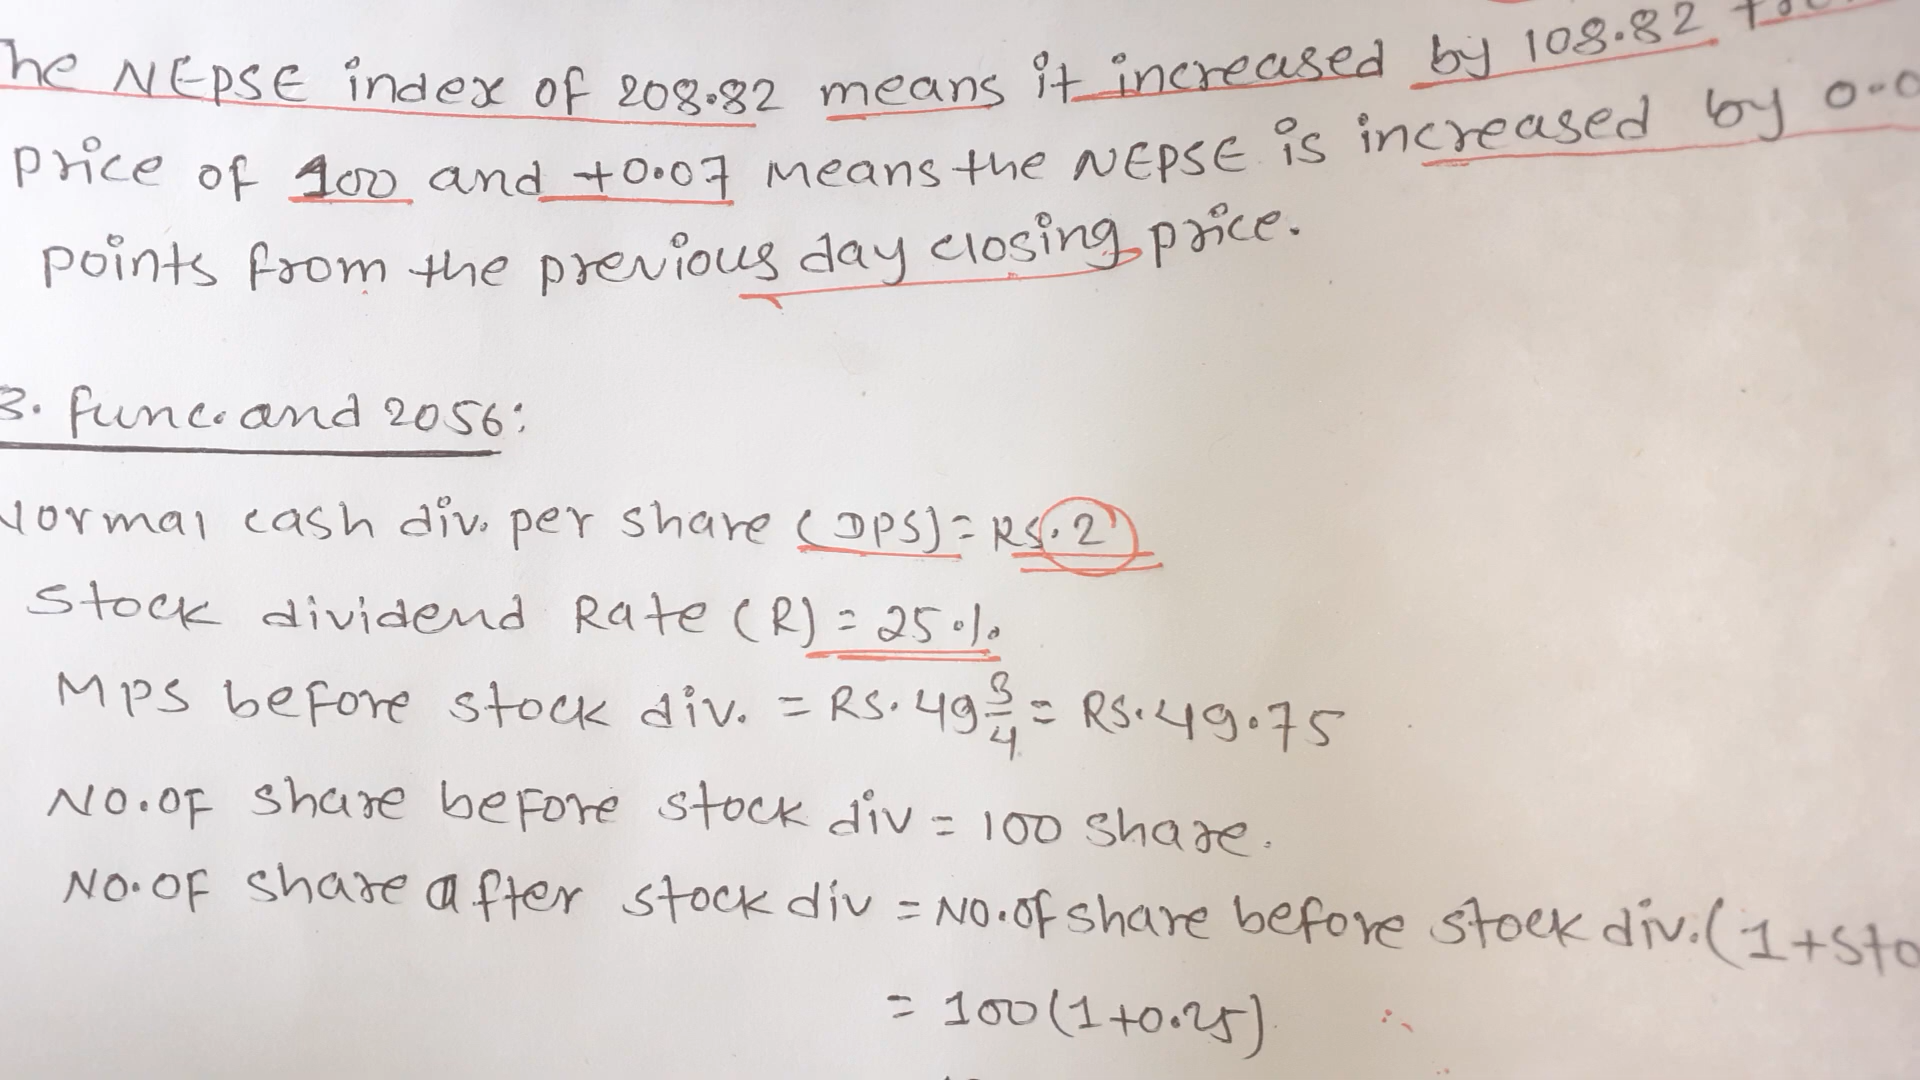 he NEPSE index of 208.82 means it increased by 108.82
price of 100 and +0.07 means the NEPSE is increased by 0.0
points from the previous day closing price.
3. func. and 2056:
Normal cash div. per share (DPS) = RS. 2
Stock dividend Rate (R) = 25%
MPS before stock div. = RS. 49 3/4 = RS. 49.75
NO. OF share before stock div = 100 share.
NO. OF share after stock div = NO. of share before stock div. (1+sto
= 100 (1+0.25)